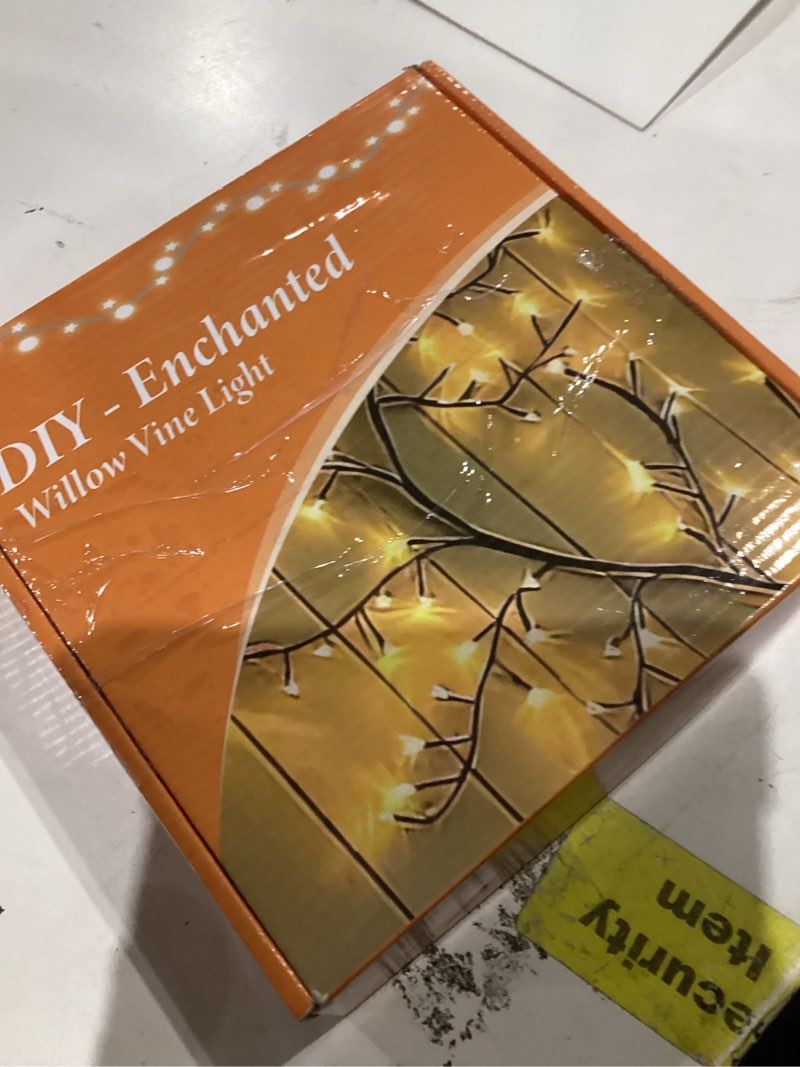 DIY - Enchanted
Willow Vine Light
ecurity
Item